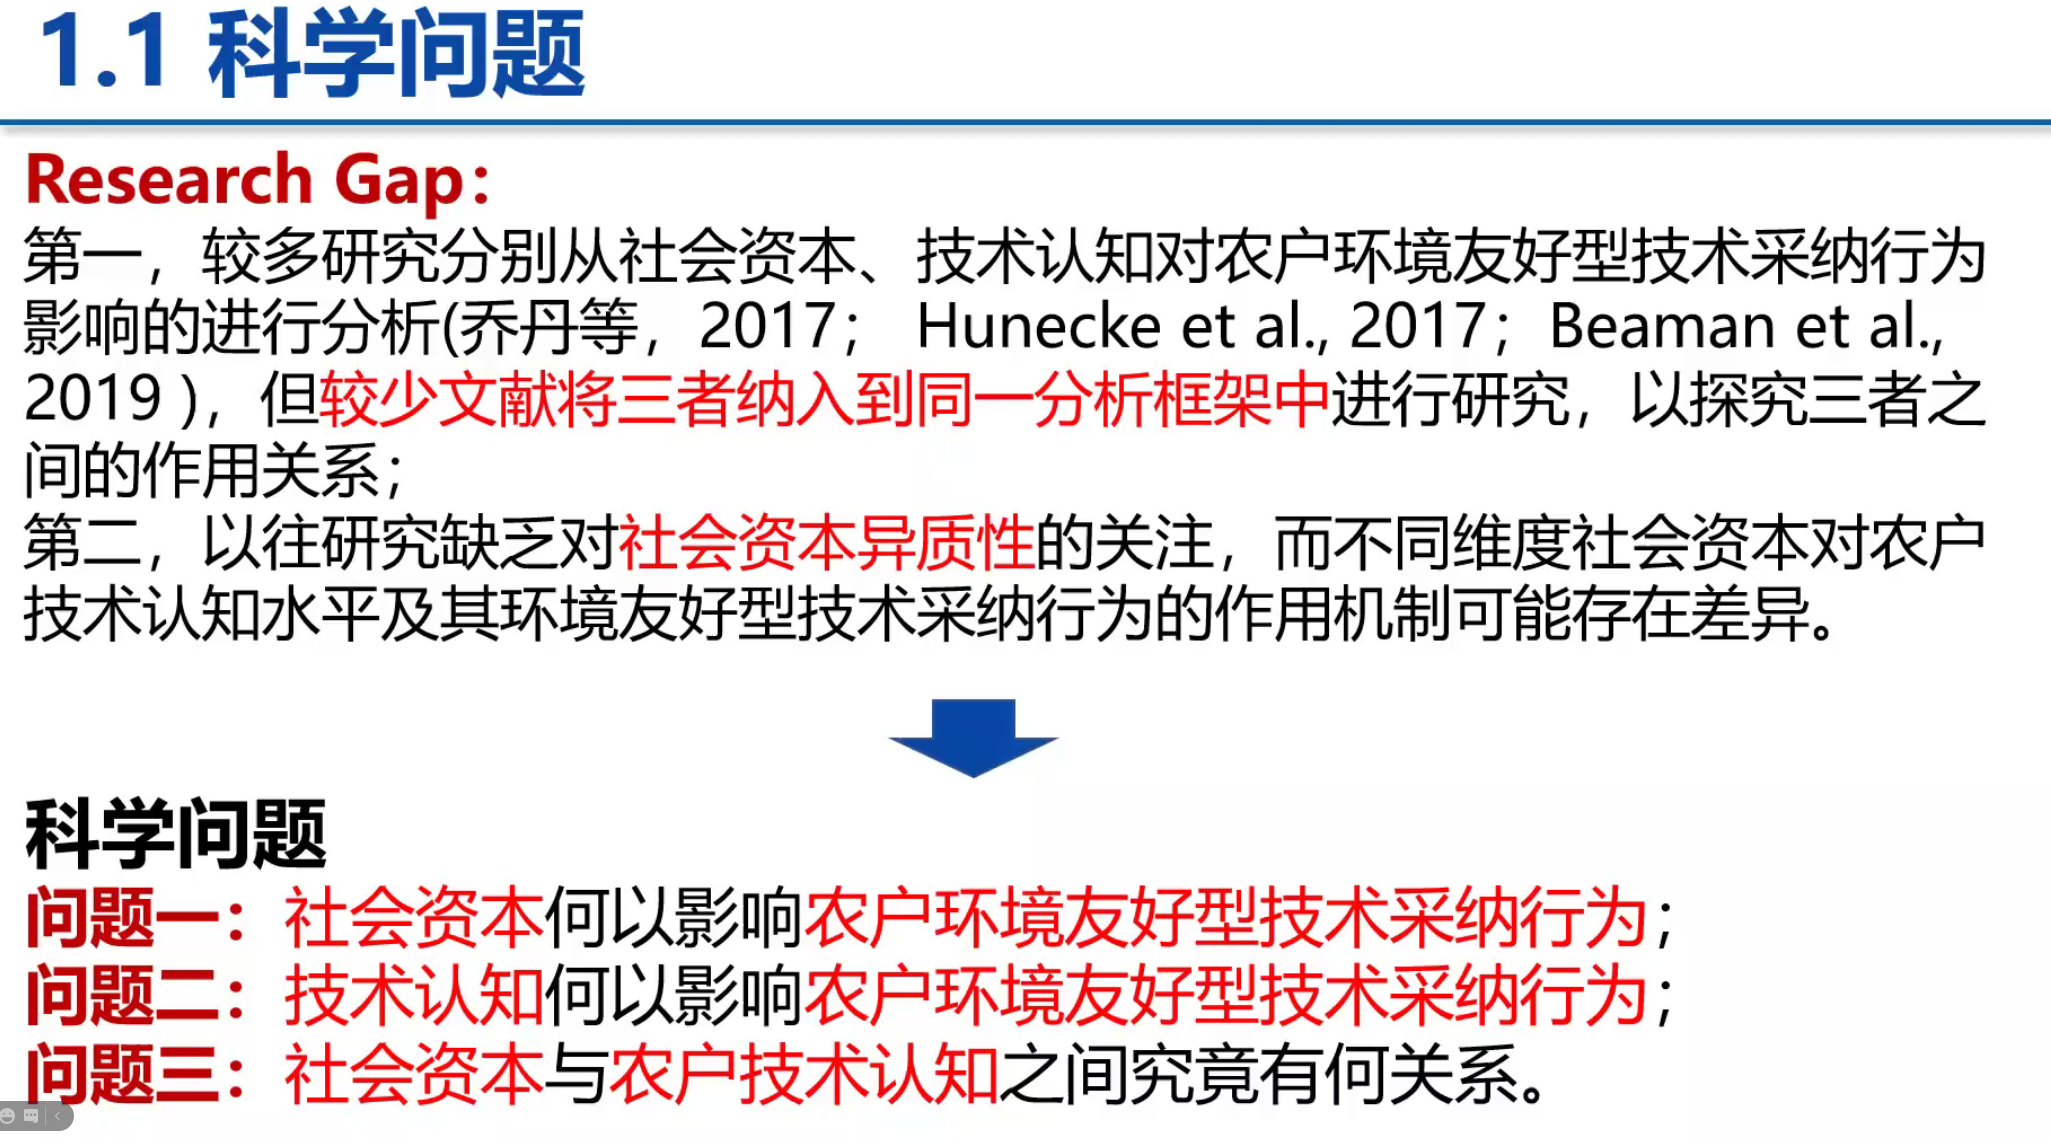 1.1 科学问题
Research Gap：
第一，较多研究分别从社会资本、技术认知对农户环境友好型技术采纳行为
影响的进行分析(乔丹等，2017； Hunecke et al., 2017；Beaman et al.,
2019 )，但较少文献将三者纳入到同一分析框架中进行研究，以探究三者之
间的作用关系；
第二，以往研究缺乏对社会资本异质性的关注，而不同维度社会资本对农户
技术认知水平及其环境友好型技术采纳行为的作用机制可能存在差异。
科学问题
问题一：社会资本何以影响农户环境友好型技术采纳行为；
问题二：技术认知何以影响农户环境友好型技术采纳行为；
问题三：社会资本与农户技术认知之间究竟有何关系。